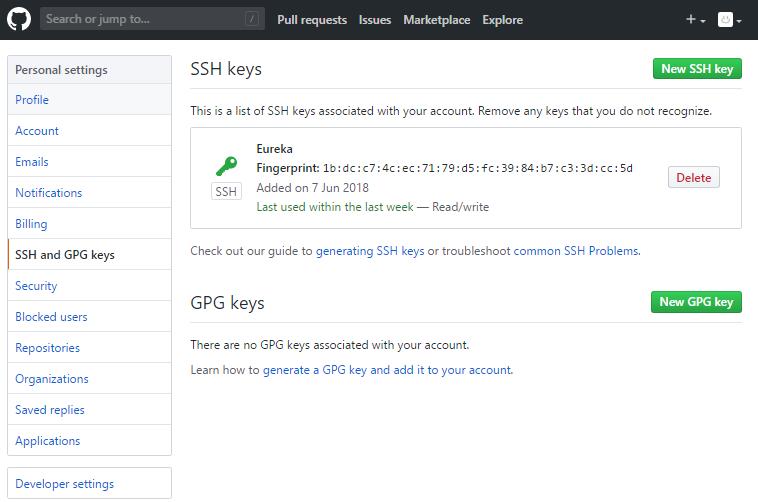 Search or jump to... /
Pull requests Issues Marketplace Explore
Personal settings
Profile
Account
Emails
Notifications
Billing
SSH and GPG keys
Security
Blocked users
Repositories
Organizations
Saved replies
Applications
Developer settings
SSH keys
New SSH key
This is a list of SSH keys associated with your account. Remove any keys that you do not recognize.
Eureka
Fingerprint: 1b:dc:c7:4c:ec:71:79:d5:fc:39:84:b7:c3:3d:cc:5d
SSH
Added on 7 Jun 2018
Last used within the last week — Read/write
Delete
Check out our guide to generating SSH keys or troubleshoot common SSH Problems.
GPG keys
New GPG key
There are no GPG keys associated with your account.
Learn how to generate a GPG key and add it to your account.